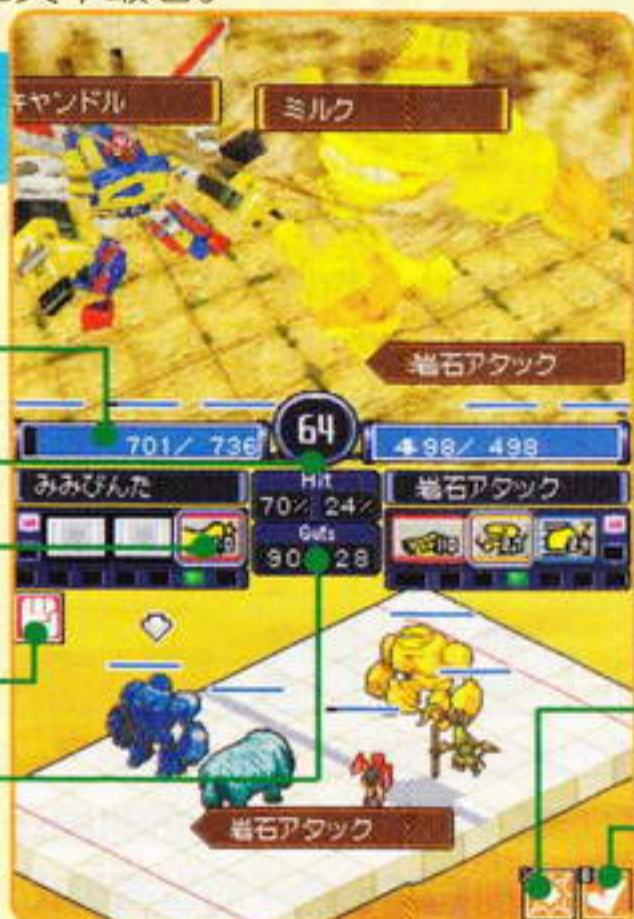 キャンドル
ミルク
岩石アタック
64
701/ 736
498/ 498
みみびんた
Hit
岩石アタック
70% 24%
Guts
90 28
岩石アタック